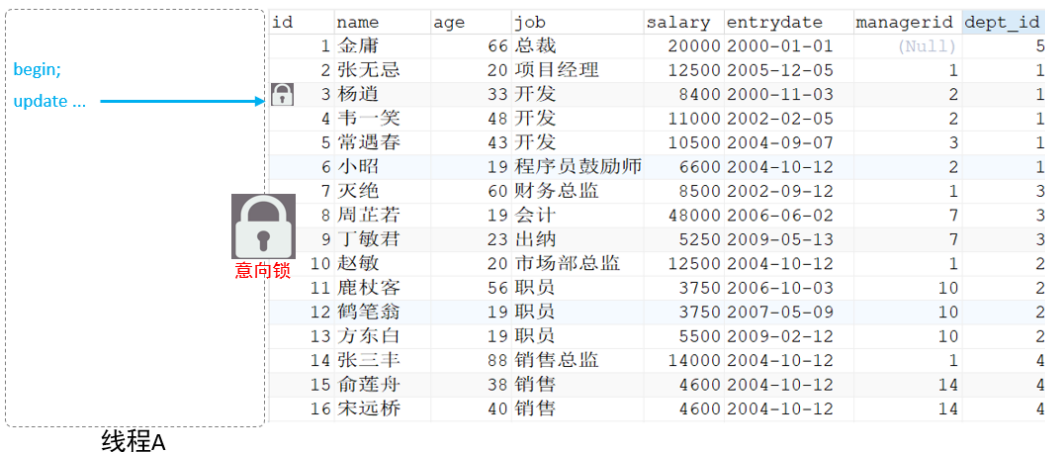 id name age job salary entrydate managerid dept_id
1 金庸 66 总裁 20000 2000-01-01 (Null) 5
begin;
2 张无忌 20 项目经理 12500 2005-12-05 1 1
update ...
3 杨逍 33 开发 8400 2000-11-03 2 1
4 韦一笑 48 开发 11000 2002-02-05 2 1
5 常遇春 43 开发 10500 2004-09-07 3 1
6 小昭 19 程序员鼓励师 6600 2004-10-12 2 1
7 灭绝 60 财务总监 8500 2002-09-12 1 3
8 周芷若 19 会计 48000 2006-06-02 7 3
9 丁敏君 23 出纳 5250 2009-05-13 7 3
意向锁
10 赵敏 20 市场部总监 12500 2004-10-12 1 2
11 鹿杖客 56 职员 3750 2006-10-03 10 2
12 鹤笔翁 19 职员 3750 2007-05-09 10 2
13 方东白 19 职员 5500 2009-02-12 10 2
14 张三丰 88 销售总监 14000 2004-10-12 1 4
15 俞莲舟 38 销售 4600 2004-10-12 14 4
16 宋远桥 40 销售 4600 2004-10-12 14 4
线程A